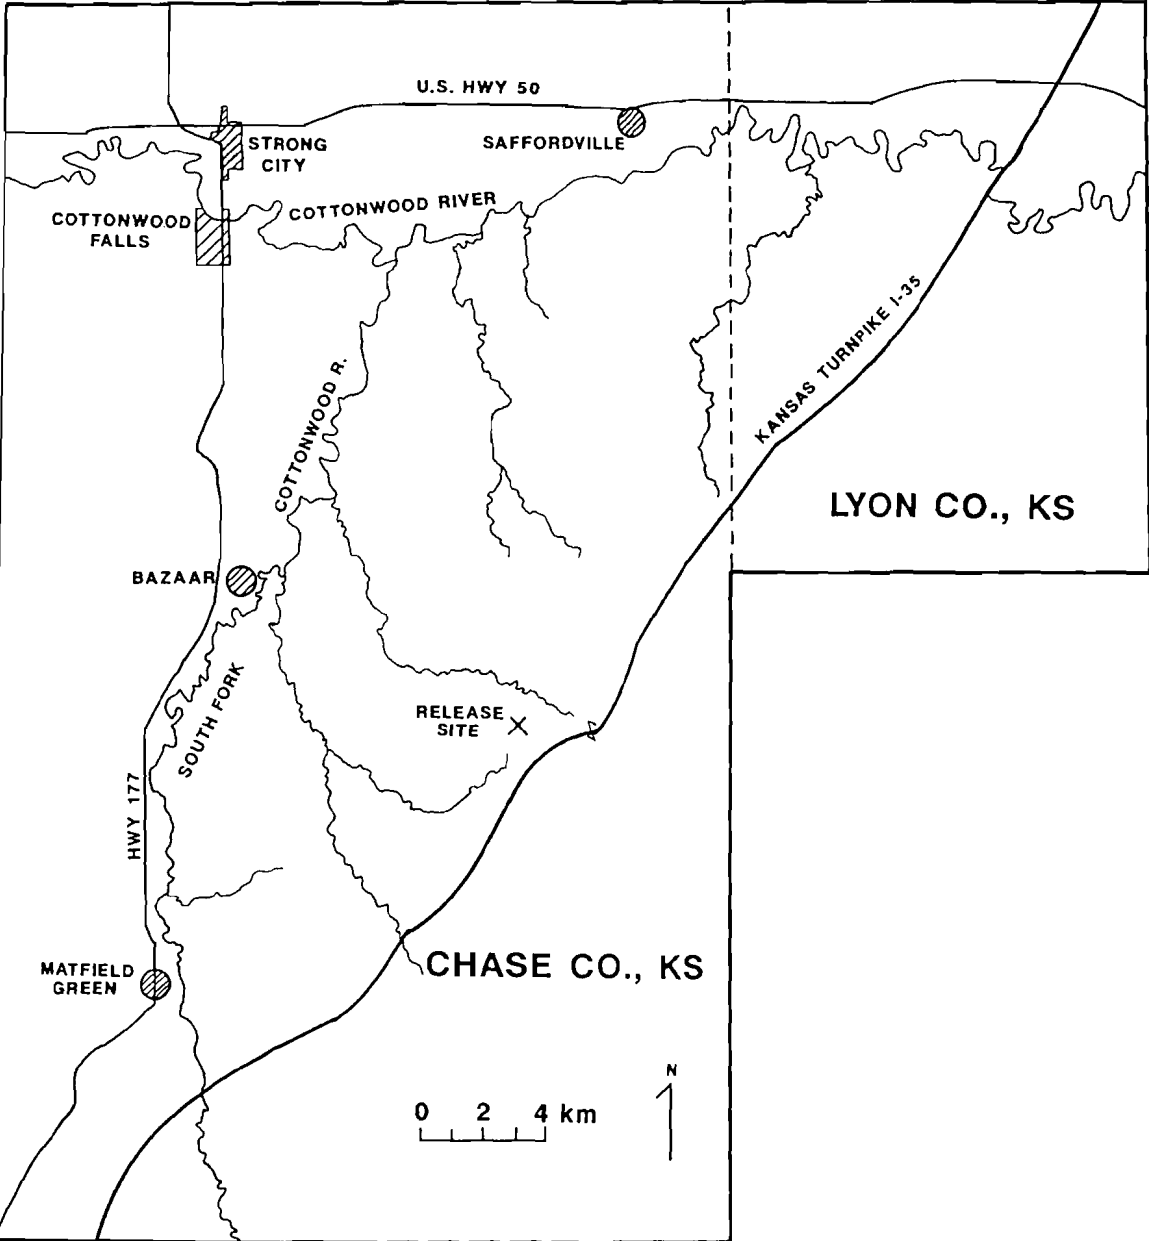 U.S. HWY 50
SAFFORDVILLE
STRONG
CITY
COTTONWOOD RIVER
COTTONWOOD
FALLS
KANSAS TURNPIKE I-35
COTTONWOOD R.
LYON CO., KS
BAZAAR
SOUTH FORK
RELEASE
SITE
HWY 177
CHASE CO., KS
MATFIELD
GREEN
N
0 2 4 km